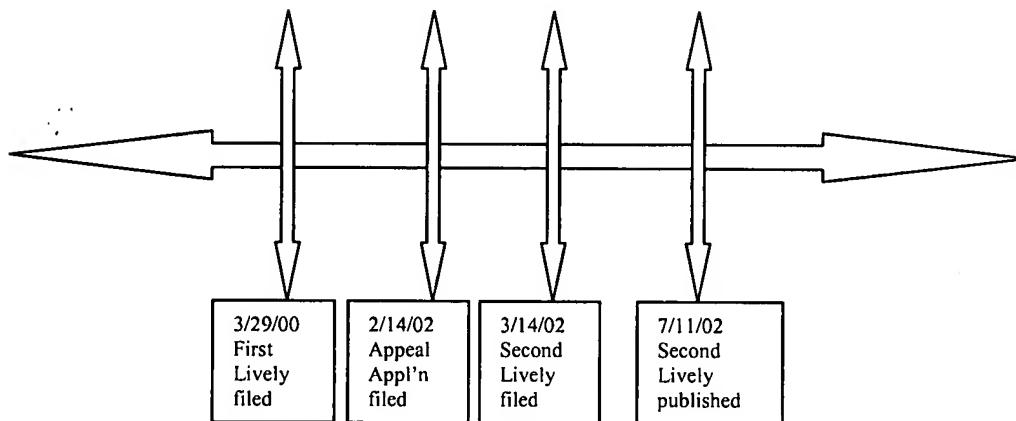 3/29/00
First
Lively
filed
2/14/02
Appeal
Appl'n
filed
3/14/02
Second
Lively
filed
7/11/02
Second
Lively
published